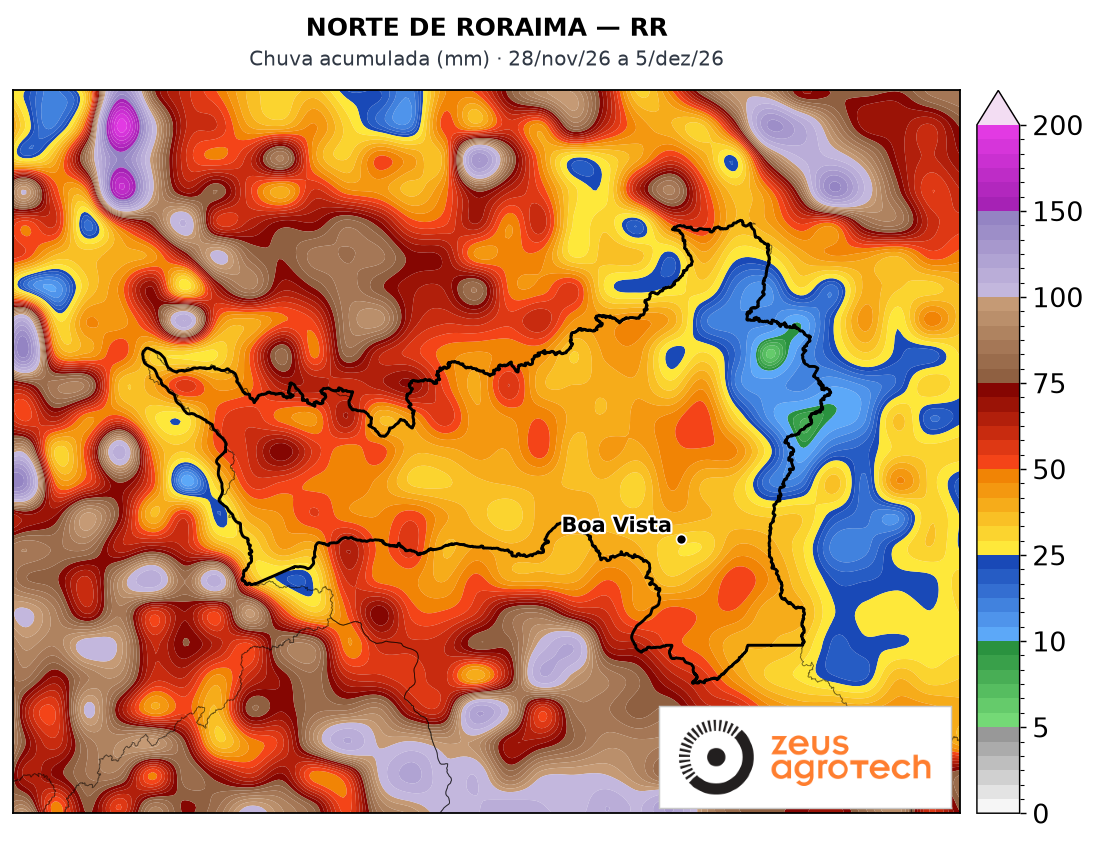 NORTE DE RORAIMA — RR
Chuva acumulada (mm) · 28/nov/26 a 5/dez/26
200
150
100
75
50
25
10
5
0
Boa Vista
zeus
agrotech